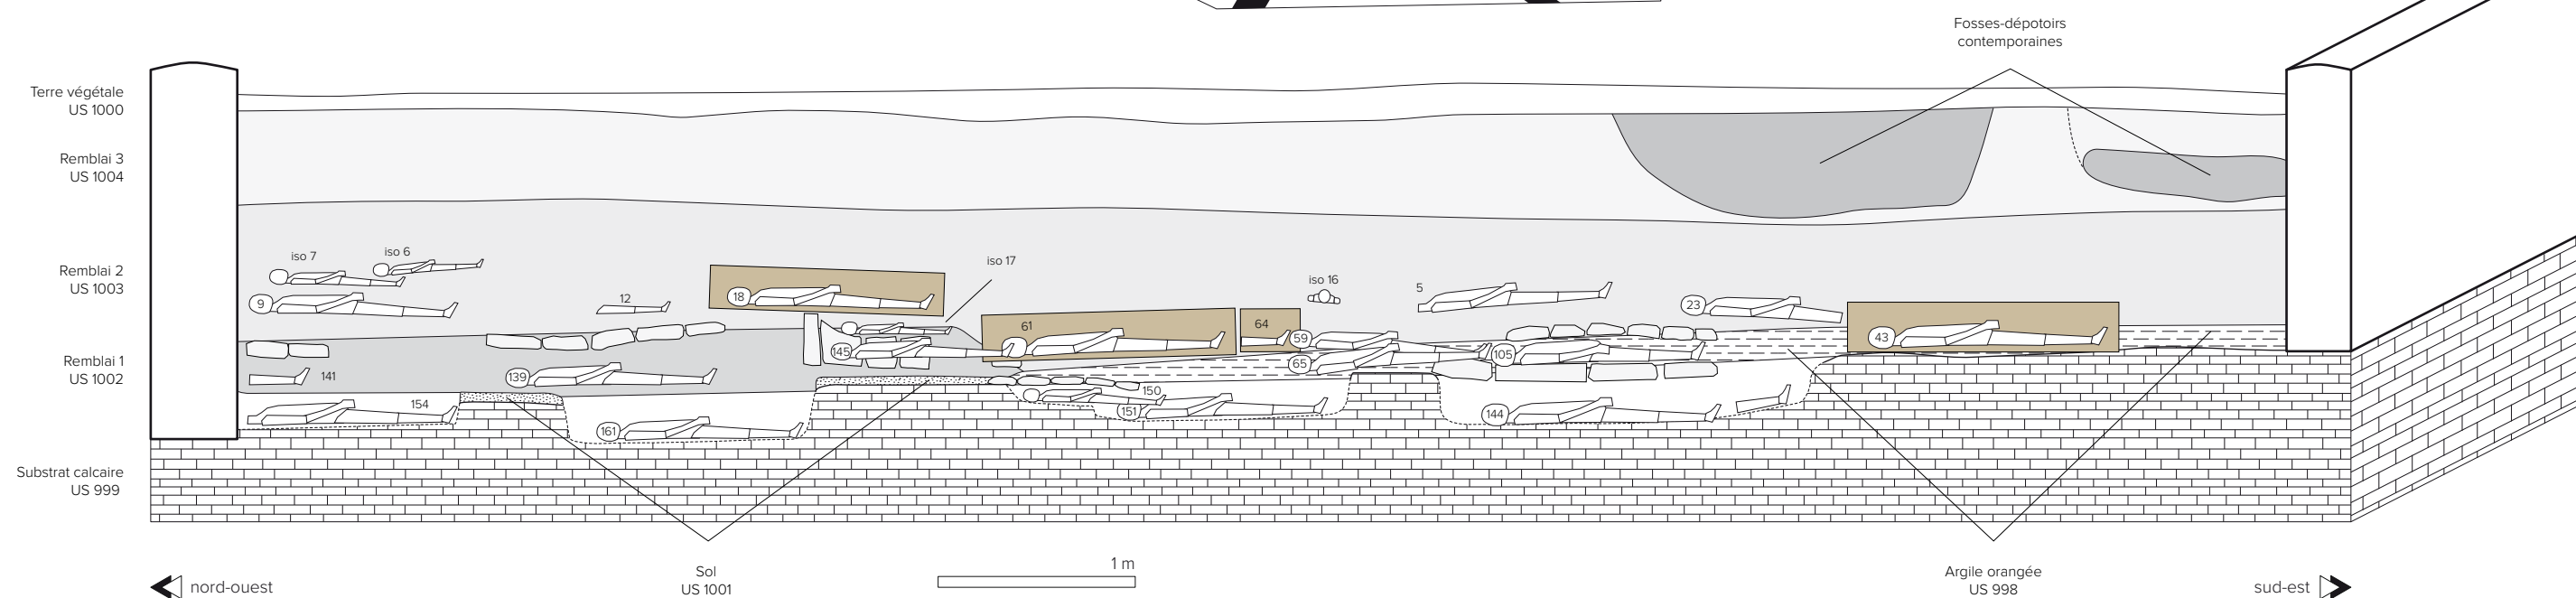 Fosses-dépotoirs
contemporaines
Terre végétale
US 1000
Remblai 3
US 1004
iso 7
iso 6
iso 17
Remblai 2
US 1003
iso 16
9
12
18
5
23
61
64
59
43
145
105
65
Remblai 1
US 1002
141
139
150
154
151
144
161
Substrat calcaire
US 999
1 m
nord-ouest
Sol
US 1001
Argile orangée
US 998
sud-est